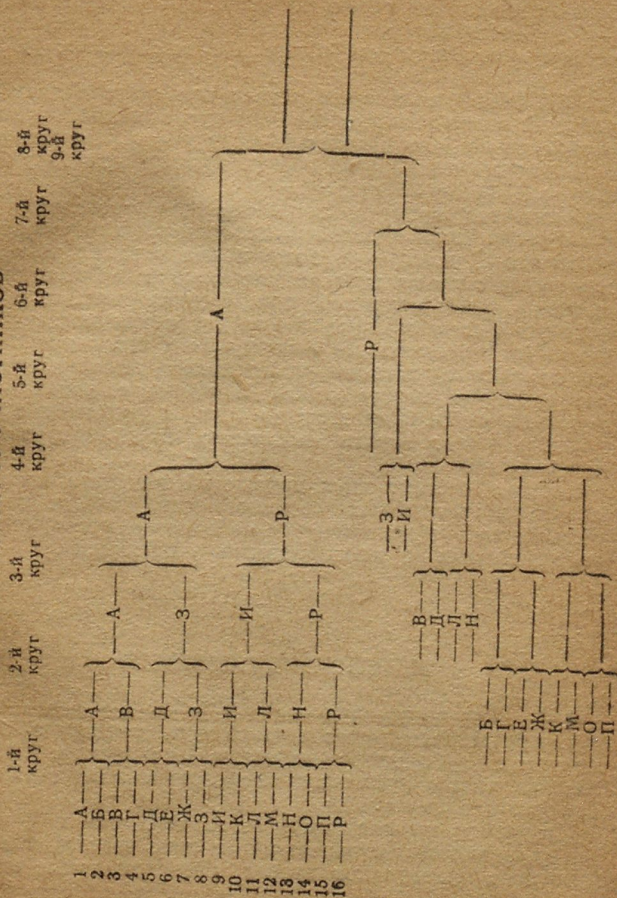 1-й круг
2-й круг
3-й круг
4-й круг
5-й круг
6-й круг
7-й круг
8-й круг
9-й круг
1 А
2 Б
3 В
4 Г
5 Д
6 Е
7 Ж
8 З
9 И
10 К
11 Л
12 М
13 Н
14 О
15 П
16 Р
А
В
Д
З
И
Л
Н
Р
А
З
И
Р
А
Р
А
Р
З
И
В
Д
Л
Н
Б
Г
Е
Ж
К
М
О
П